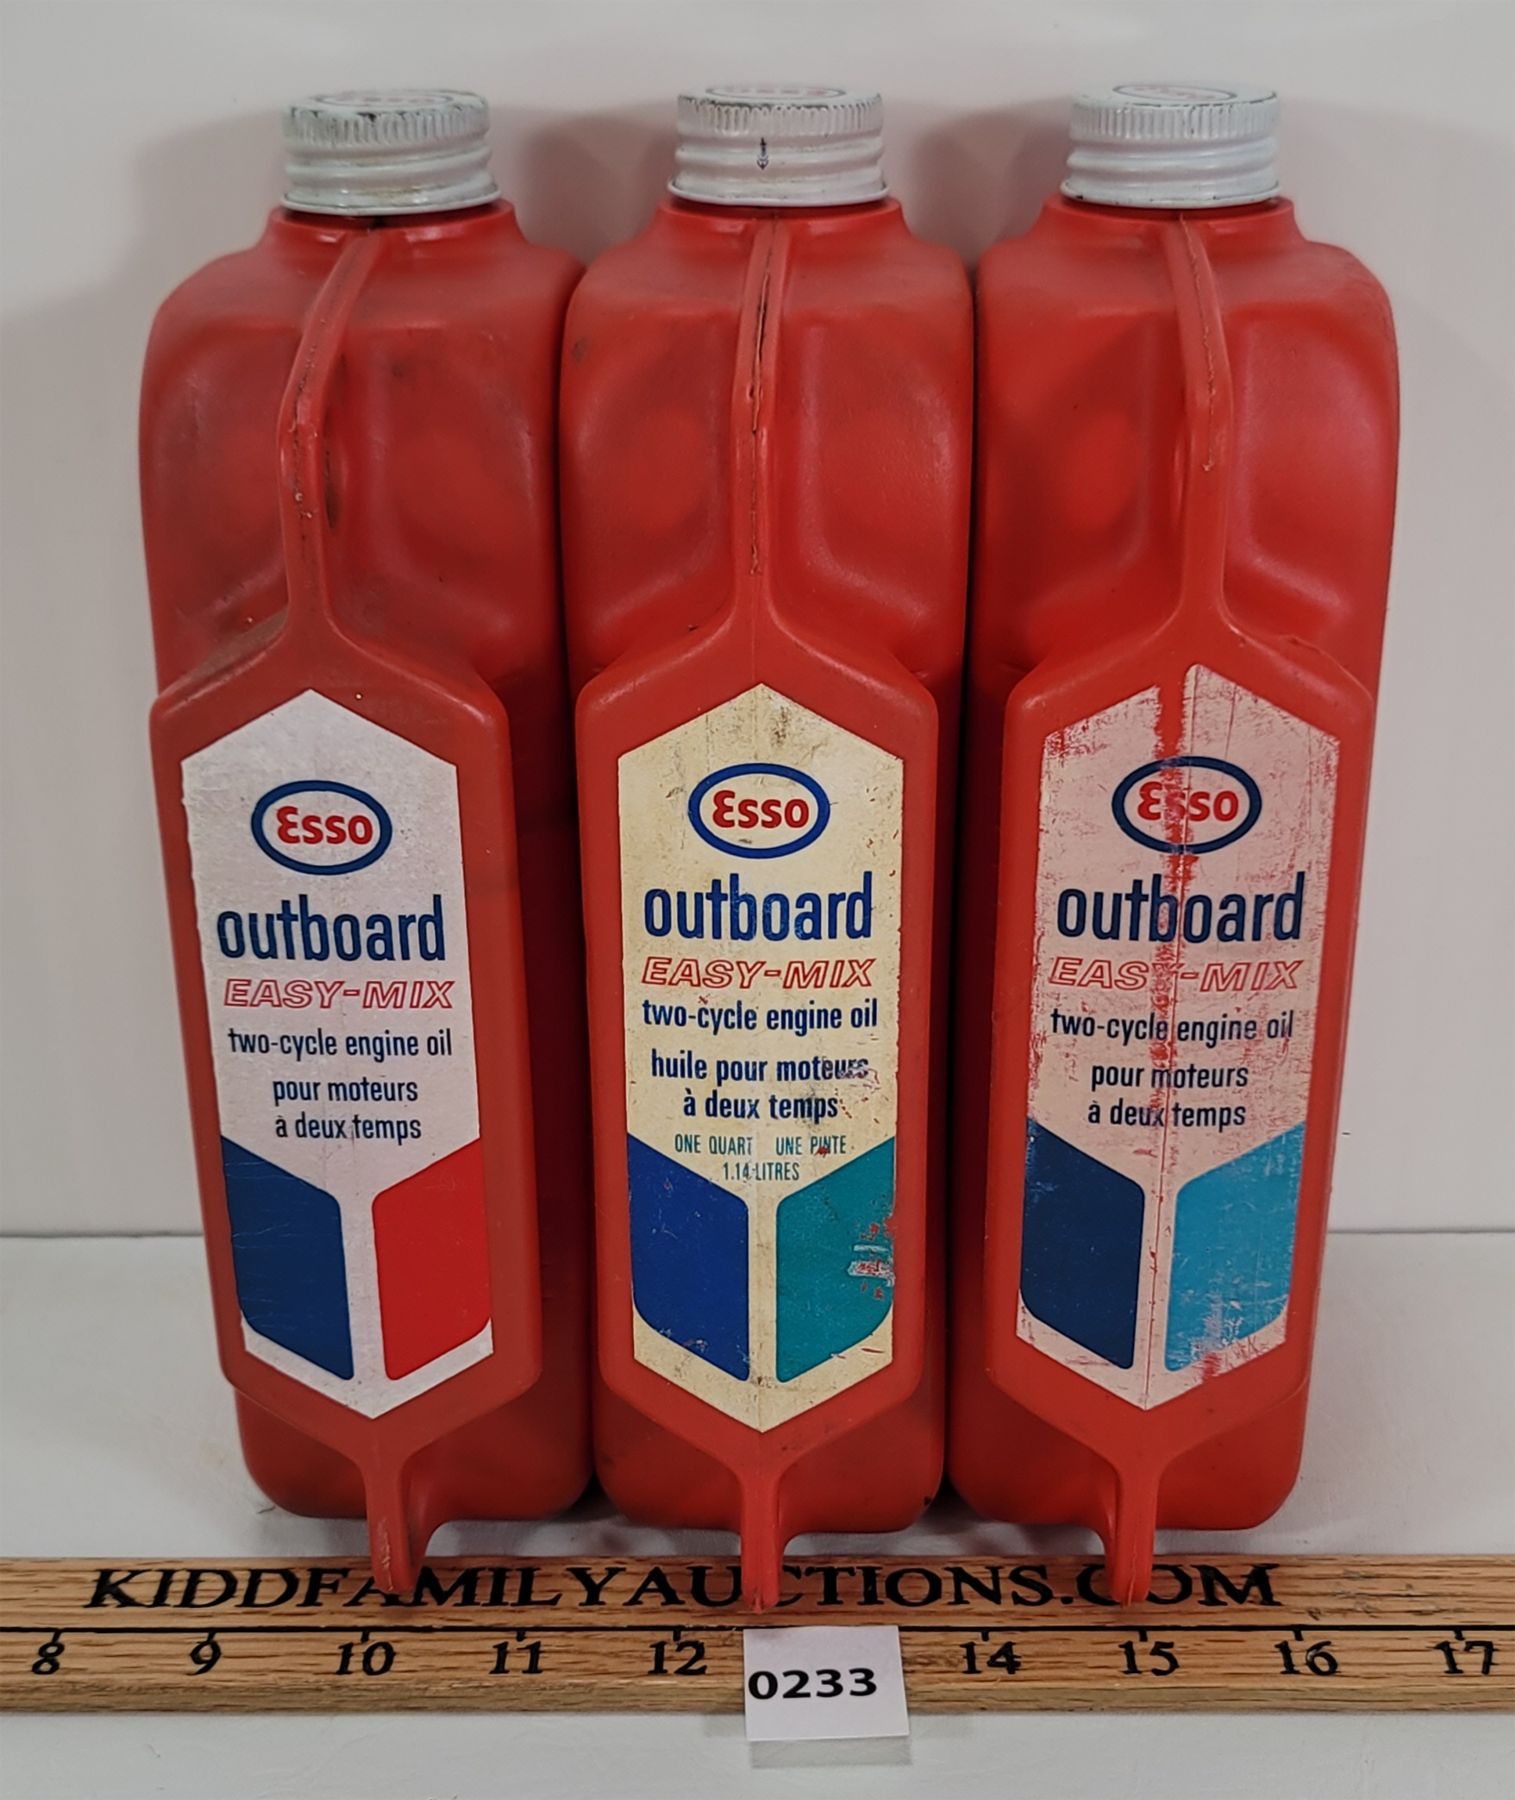 Esso
outboard
EASY-MIX
two-cycle engine oil
pour moteurs
à deux temps
Esso
outboard
EASY-MIX
two-cycle engine oil
huile pour moteurs
à deux temps
ONE QUART UNE PINTE
1.14 LITRES
Esso
outboard
EASY-MIX
two-cycle engine oil
pour moteurs
à deux temps
KIDDFAMILYAUCTIONS.COM
8 9 10 11 12 14 15 16 17
0233